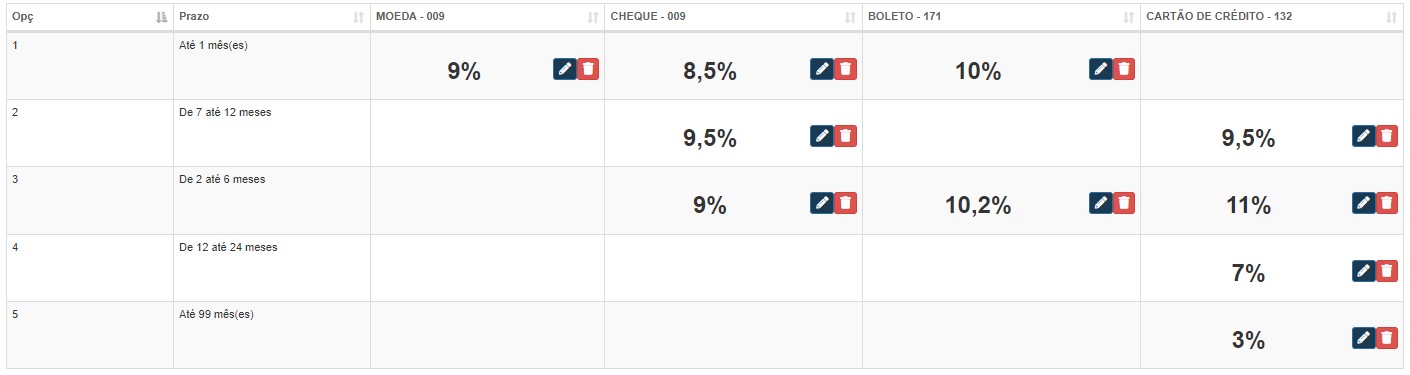 Opç Prazo MOEDA - 009 CHEQUE - 009 BOLETO - 171 CARTÃO DE CRÉDITO - 132
1 Até 1 mês(es) 9% 8,5% 10%
2 De 7 até 12 meses 9,5% 9,5%
3 De 2 até 6 meses 9% 10,2% 11%
4 De 12 até 24 meses 7%
5 Até 99 mês(es) 3%